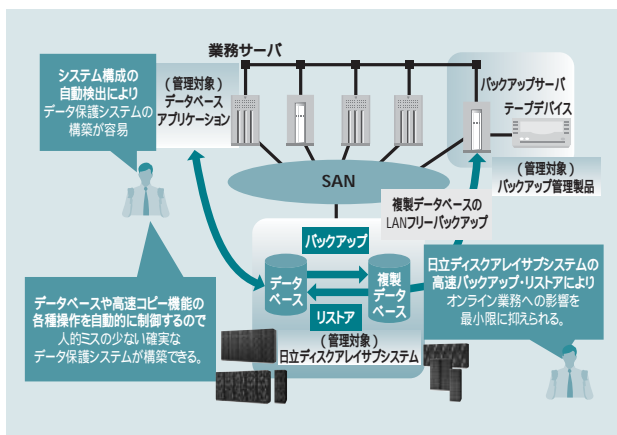 業務サーバ
システム構成の
自動検出により
データ保護システムの
構築が容易
(管理対象)
データベース
アプリケーション
バックアップサーバ
テープデバイス
(管理対象)
バックアップ管理製品
SAN
複製データベースの
LANフリーバックアップ
バックアップ
データ
ベース
複製
データ
ベース
リストア
(管理対象)
日立ディスクアレイサブシステム
データベースや高速コピー機能の
各種操作を自動的に制御するので
人的ミスの少ない確実な
データ保護システムが構築できる。
日立ディスクアレイサブシステムの
高速バックアップ・リストアにより
オンライン業務への影響を
最小限に抑えられる。